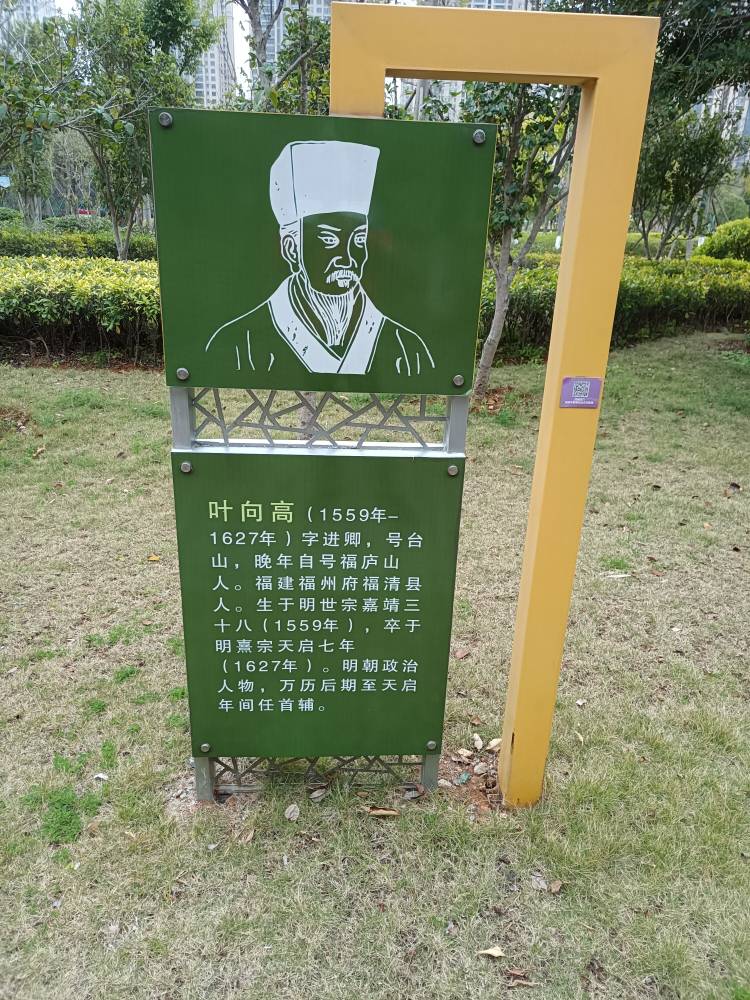 叶向高（1559年–
1627年）字进卿，号台
山，晚年自号福庐山
人。福建福州府福清县
人。生于明世宗嘉靖三
十八（1559年），卒于
明熹宗天启七年
（1627年）。明朝政治
人物，万历后期至天启
年间任首辅。